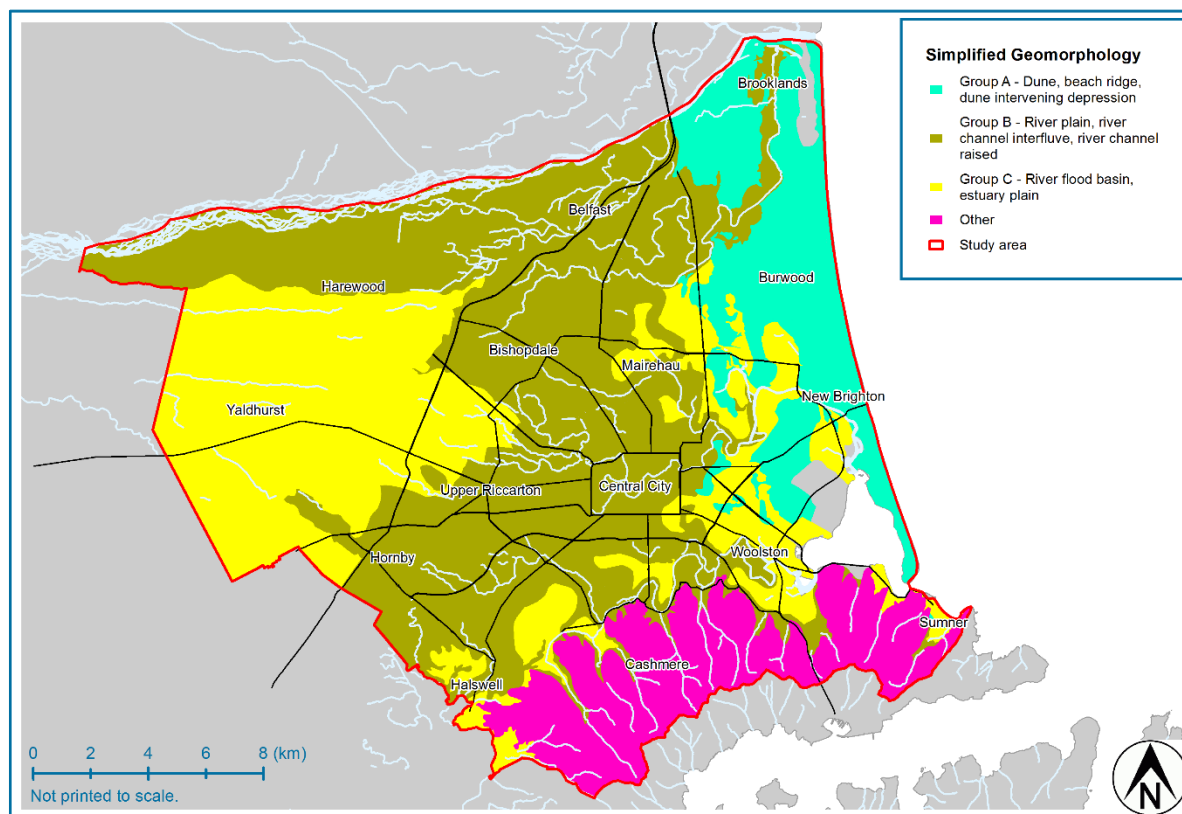 Simplified Geomorphology
Group A - Dune, beach ridge,
dune intervening depression
Group B - River plain, river
channel interfluve, river channel
raised
Group C - River flood basin,
estuary plain
Other
Study area
Brooklands
Belfast
Burwood
Harewood
Bishopdale
Mairehau
New Brighton
Yaldhurst
Upper Riccarton
Central City
Woolston
Hornby
Sumner
Cashmere
Halswell
0 2 4 6 8 (km)
Not printed to scale.
N